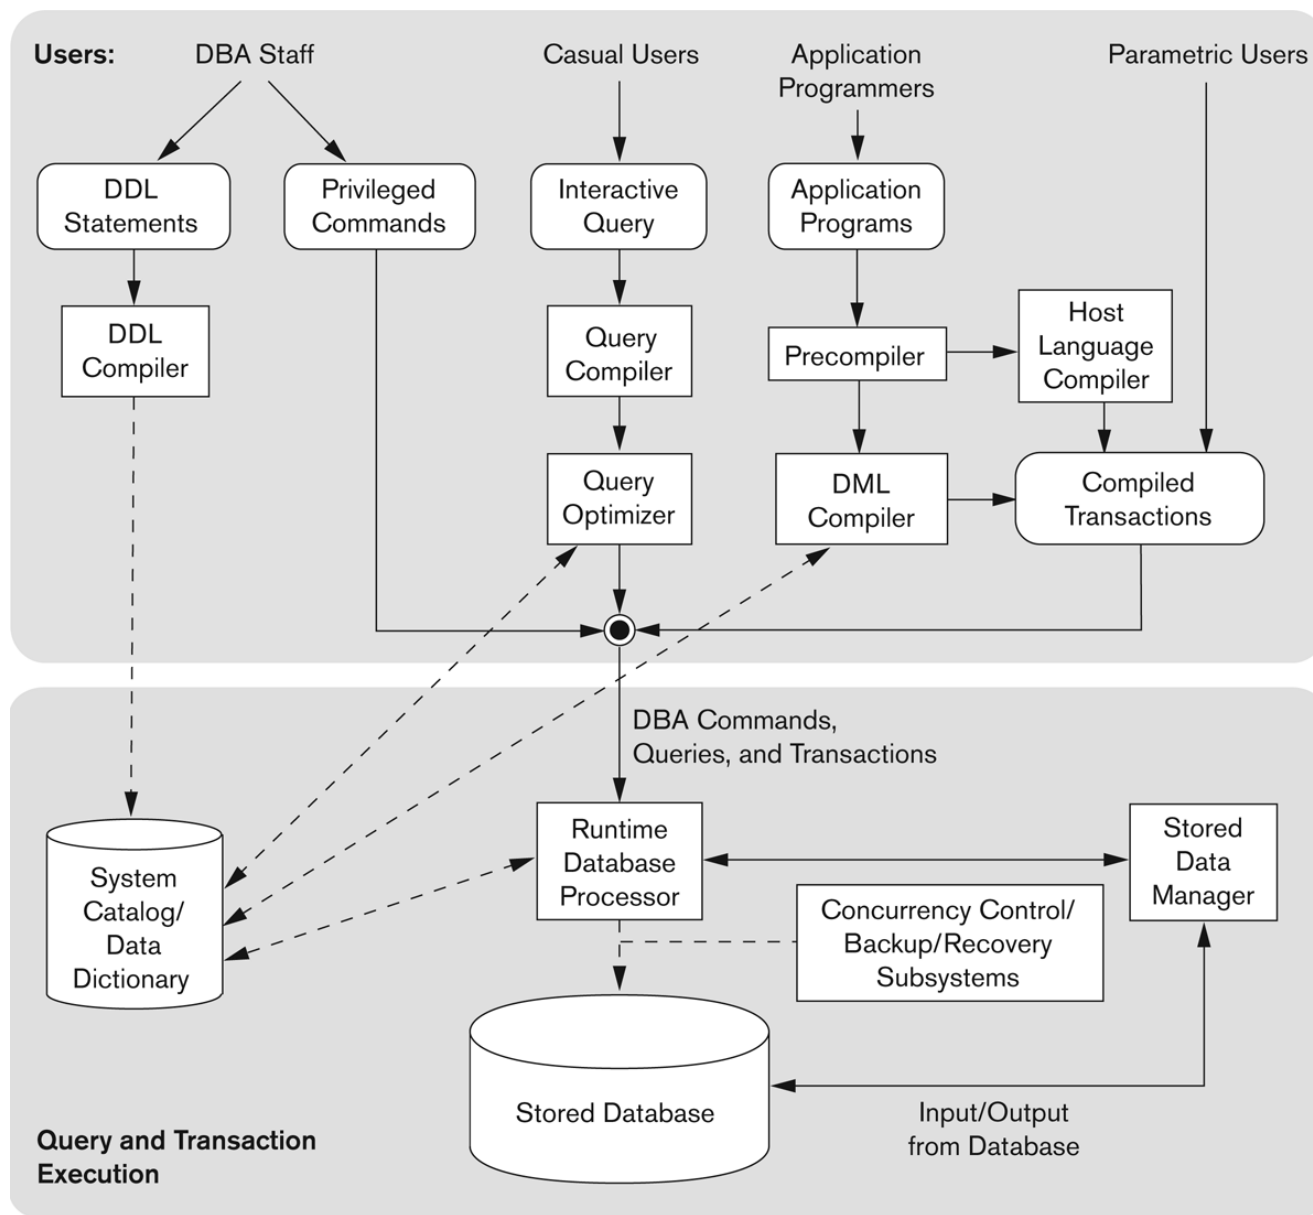 Users:
DBA Staff
Casual Users
Application
Programmers
Parametric Users
DDL
Statements
Privileged
Commands
Interactive
Query
Application
Programs
DDL
Compiler
Query
Compiler
Precompiler
Host
Language
Compiler
Query
Optimizer
DML
Compiler
Compiled
Transactions
DBA Commands,
Queries, and Transactions
System
Catalog/
Data
Dictionary
Runtime
Database
Processor
Stored
Data
Manager
Concurrency Control/
Backup/Recovery
Subsystems
Stored Database
Input/Output
from Database
Query and Transaction
Execution